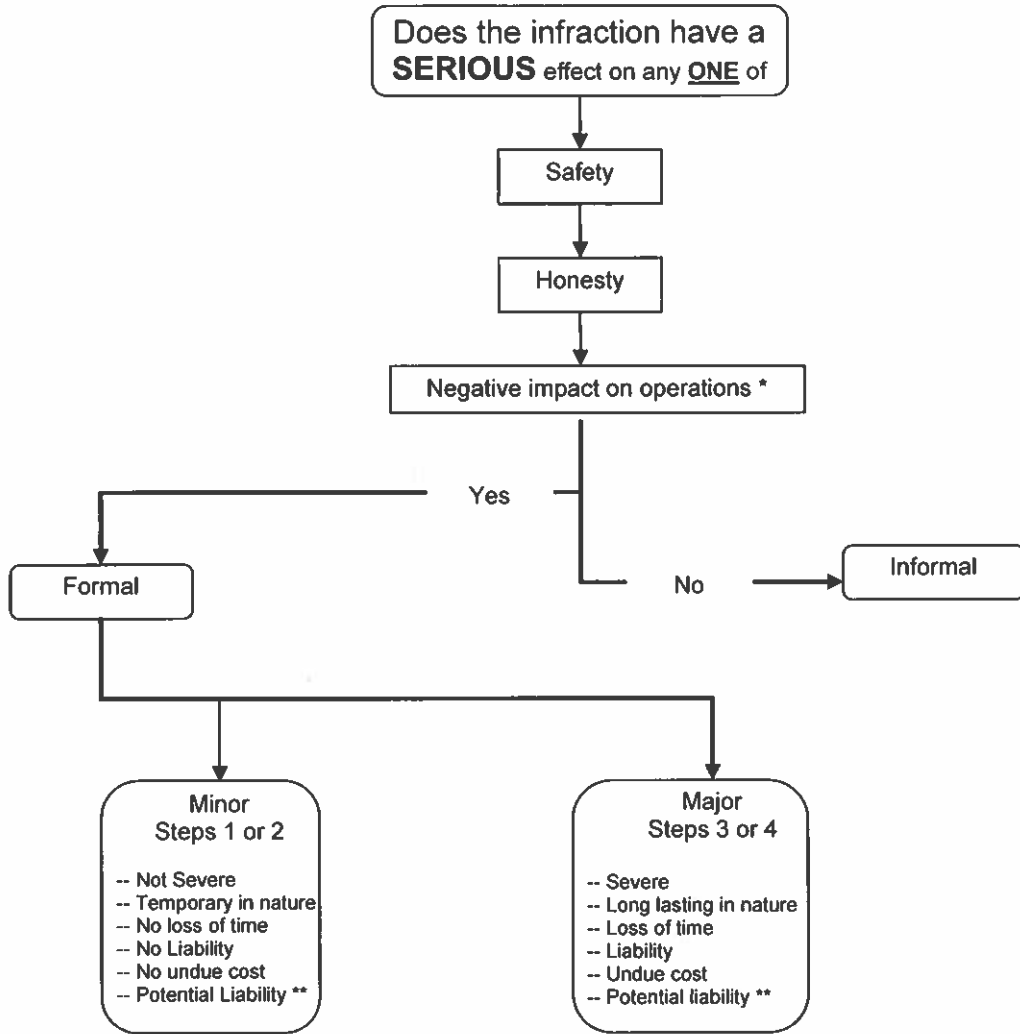 Does the infraction have a
SERIOUS effect on any ONE of
Safety
Honesty
Negative impact on operations *
Yes
Formal
No
Informal
Minor
Steps 1 or 2
-- Not Severe
-- Temporary in nature
-- No loss of time
-- No Liability
-- No undue cost
-- Potential Liability **
Major
Steps 3 or 4
-- Severe
-- Long lasting in nature
-- Loss of time
-- Liability
-- Undue cost
-- Potential liability **